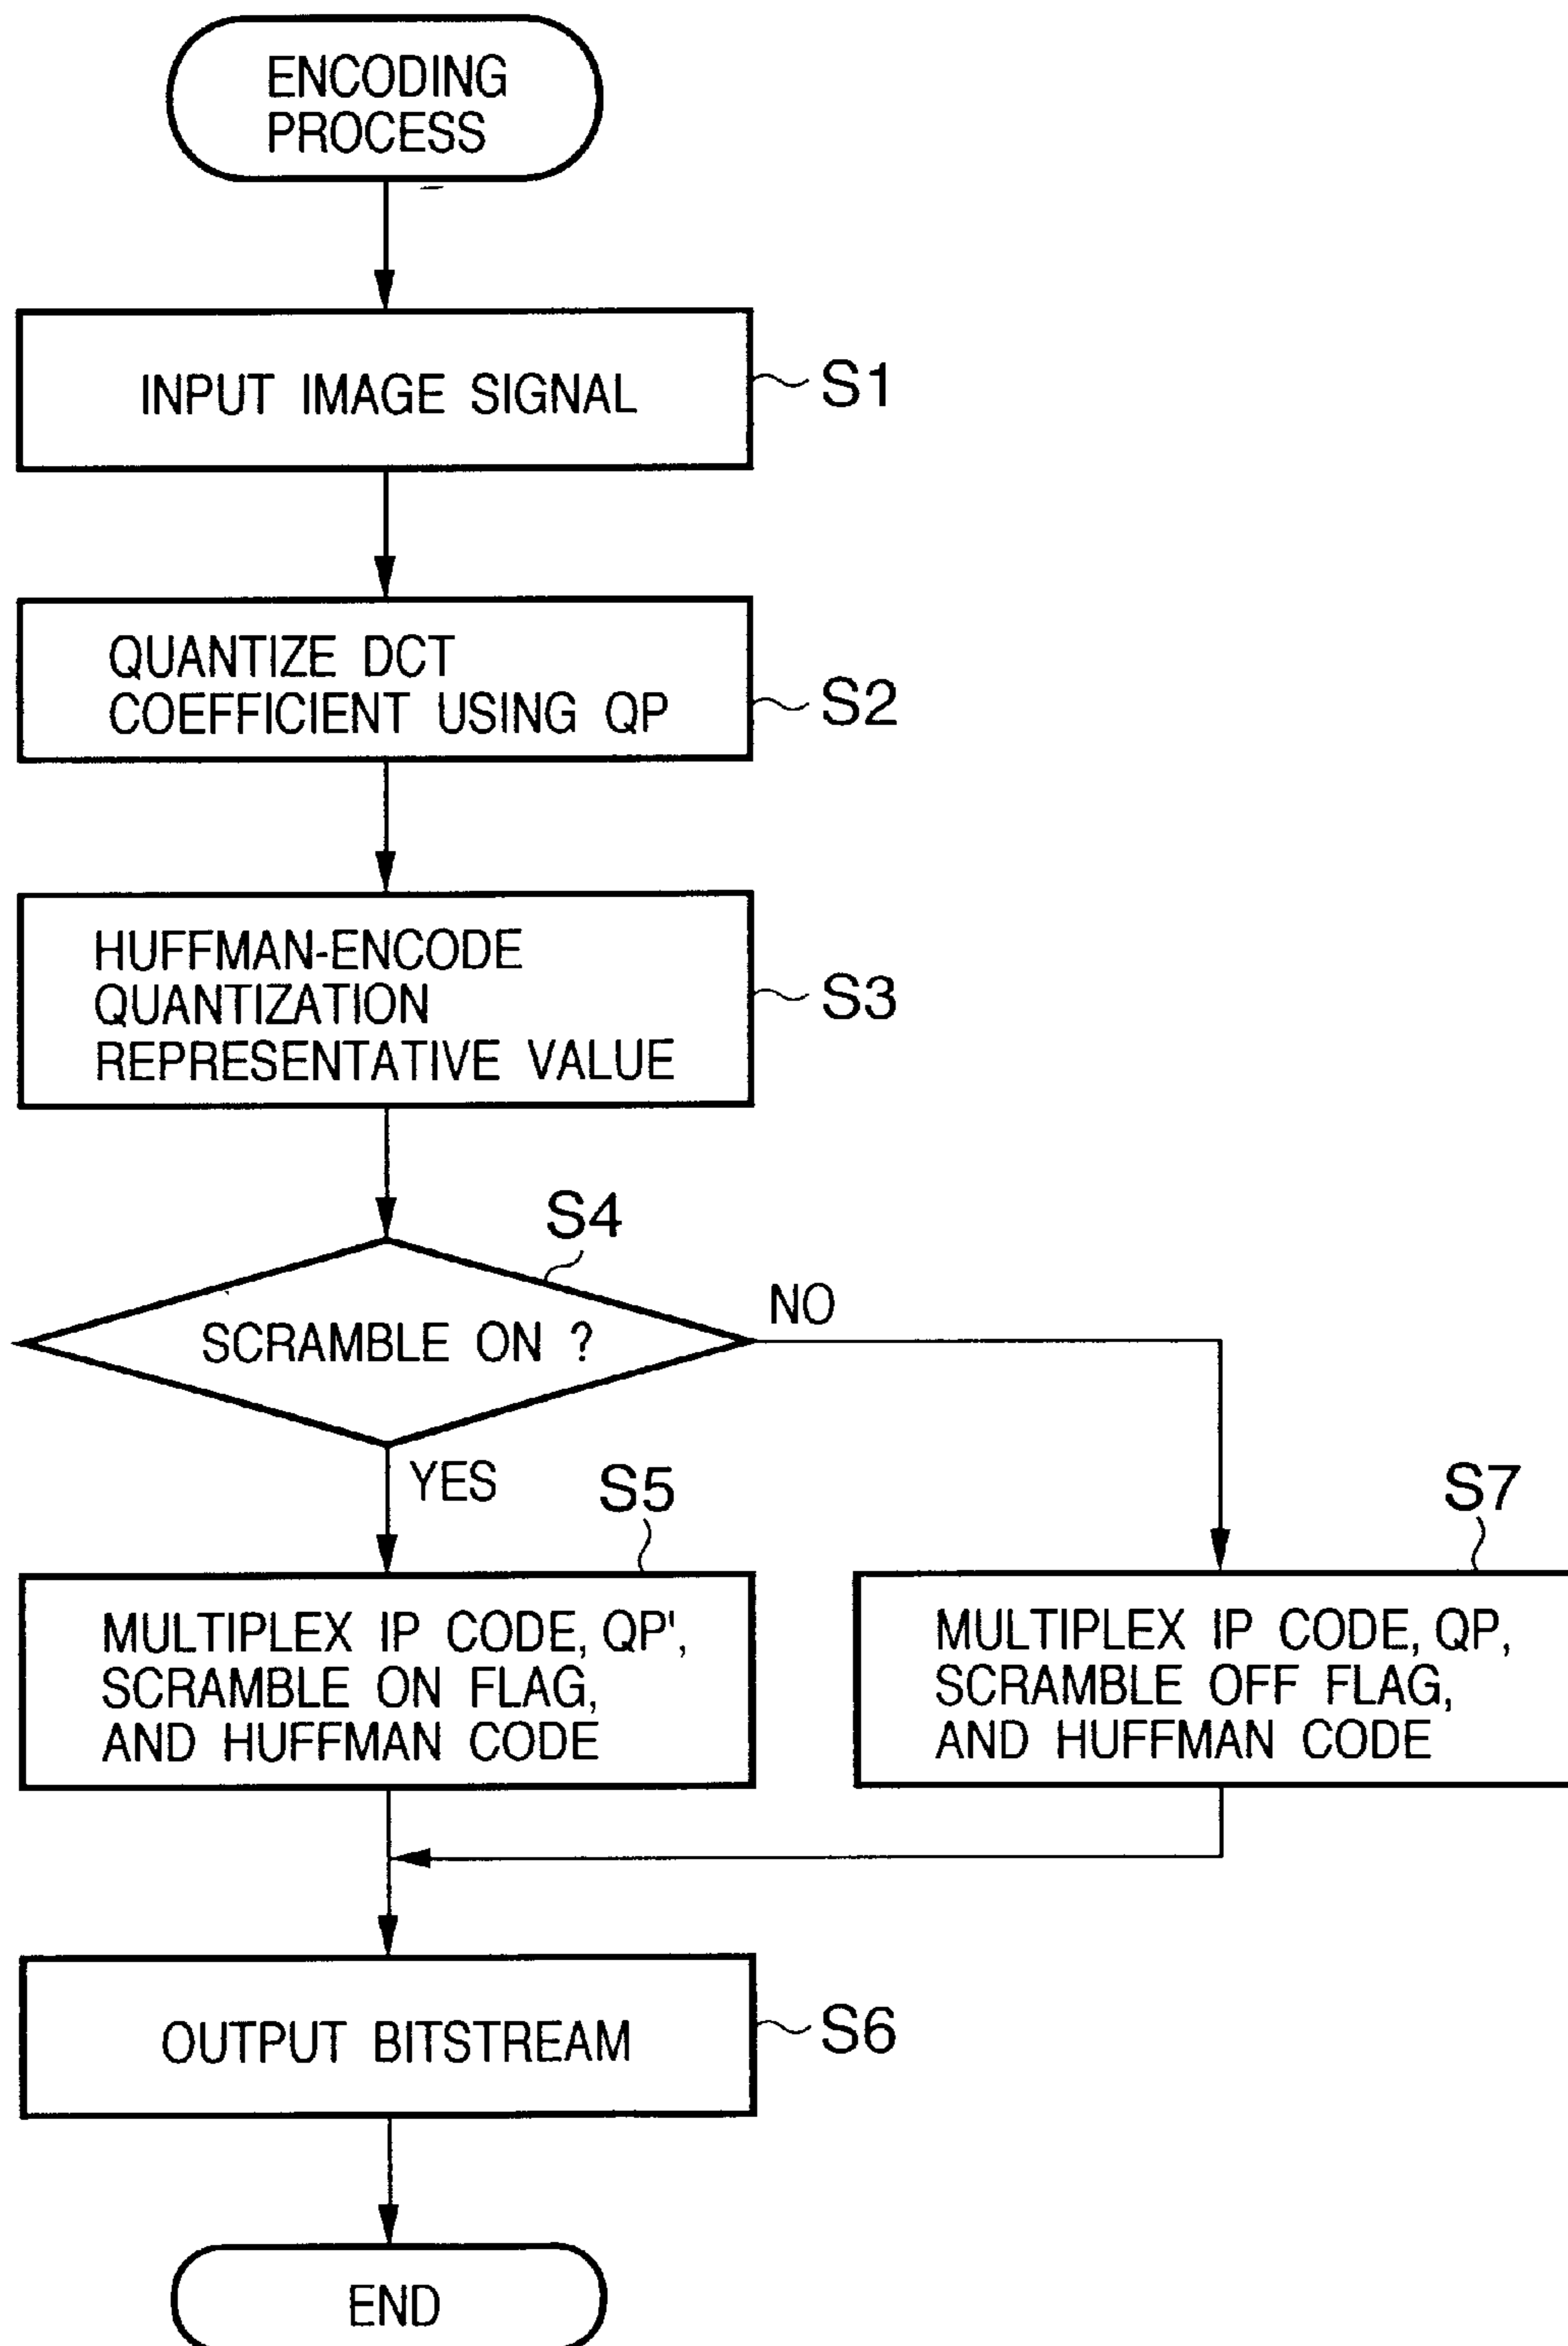 ENCODING
PROCESS
INPUT IMAGE SIGNAL
S1
QUANTIZE DCT
COEFFICIENT USING QP
S2
HUFFMAN-ENCODE
QUANTIZATION
REPRESENTATIVE VALUE
S3
S4
SCRAMBLE ON ?
NO
YES
S5
MULTIPLEX IP CODE, QP',
SCRAMBLE ON FLAG,
AND HUFFMAN CODE
S7
MULTIPLEX IP CODE, QP,
SCRAMBLE OFF FLAG,
AND HUFFMAN CODE
OUTPUT BITSTREAM
S6
END